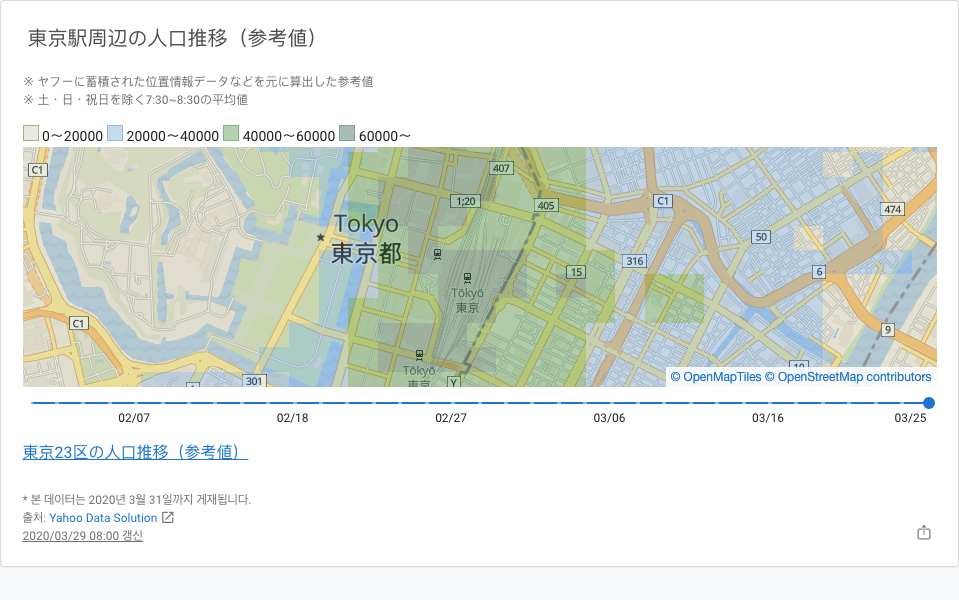 東京駅周辺の人口推移（参考値）
※ ヤフーに蓄積された位置情報データなどを元に算出した参考値
※ 土・日・祝日を除く7:30~8:30の平均値
0〜20000 20000〜40000 40000〜60000 60000〜
C1
407
1;20
405
C1
474
Tokyo
東京都
50
316
15
6
Tōkyō
東京
C1
9
Tōkyō
東京
301
Y
© OpenMapTiles © OpenStreetMap contributors
02/07 02/18 02/27 03/06 03/16 03/25
東京23区の人口推移（参考値）
* 본 데이터는 2020년 3월 31일까지 게재됩니다.
출처: Yahoo Data Solution
2020/03/29 08:00 갱신